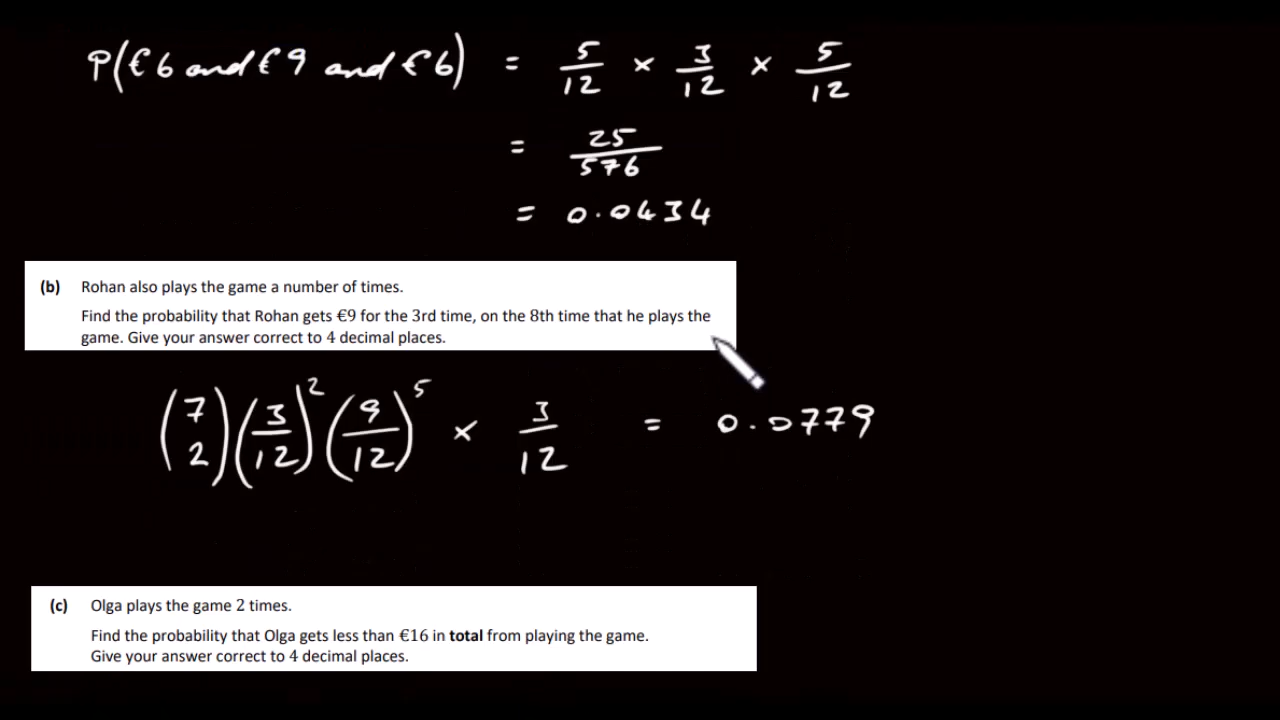 P(€6 and €9 and €6) = 5/12 × 3/12 × 5/12
= 25/576
= 0.0434
(b) Rohan also plays the game a number of times.
Find the probability that Rohan gets €9 for the 3rd time, on the 8th time that he plays the
game. Give your answer correct to 4 decimal places.
(7 2)(3/12)^2 (9/12)^5 × 3/12 = 0.0779
(c) Olga plays the game 2 times.
Find the probability that Olga gets less than €16 in total from playing the game.
Give your answer correct to 4 decimal places.